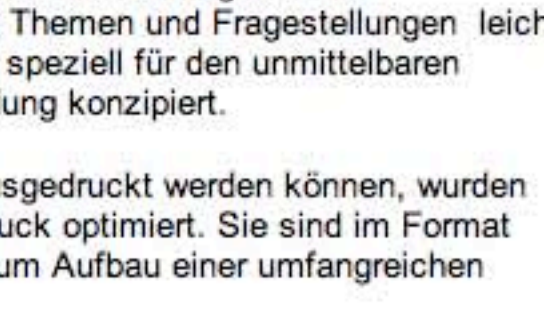 Themen und Fragestellungen leich
speziell für den unmittelbaren
lung konzipiert.
sgedruckt werden können, wurden
uck optimiert. Sie sind im Format
um Aufbau einer umfangreichen